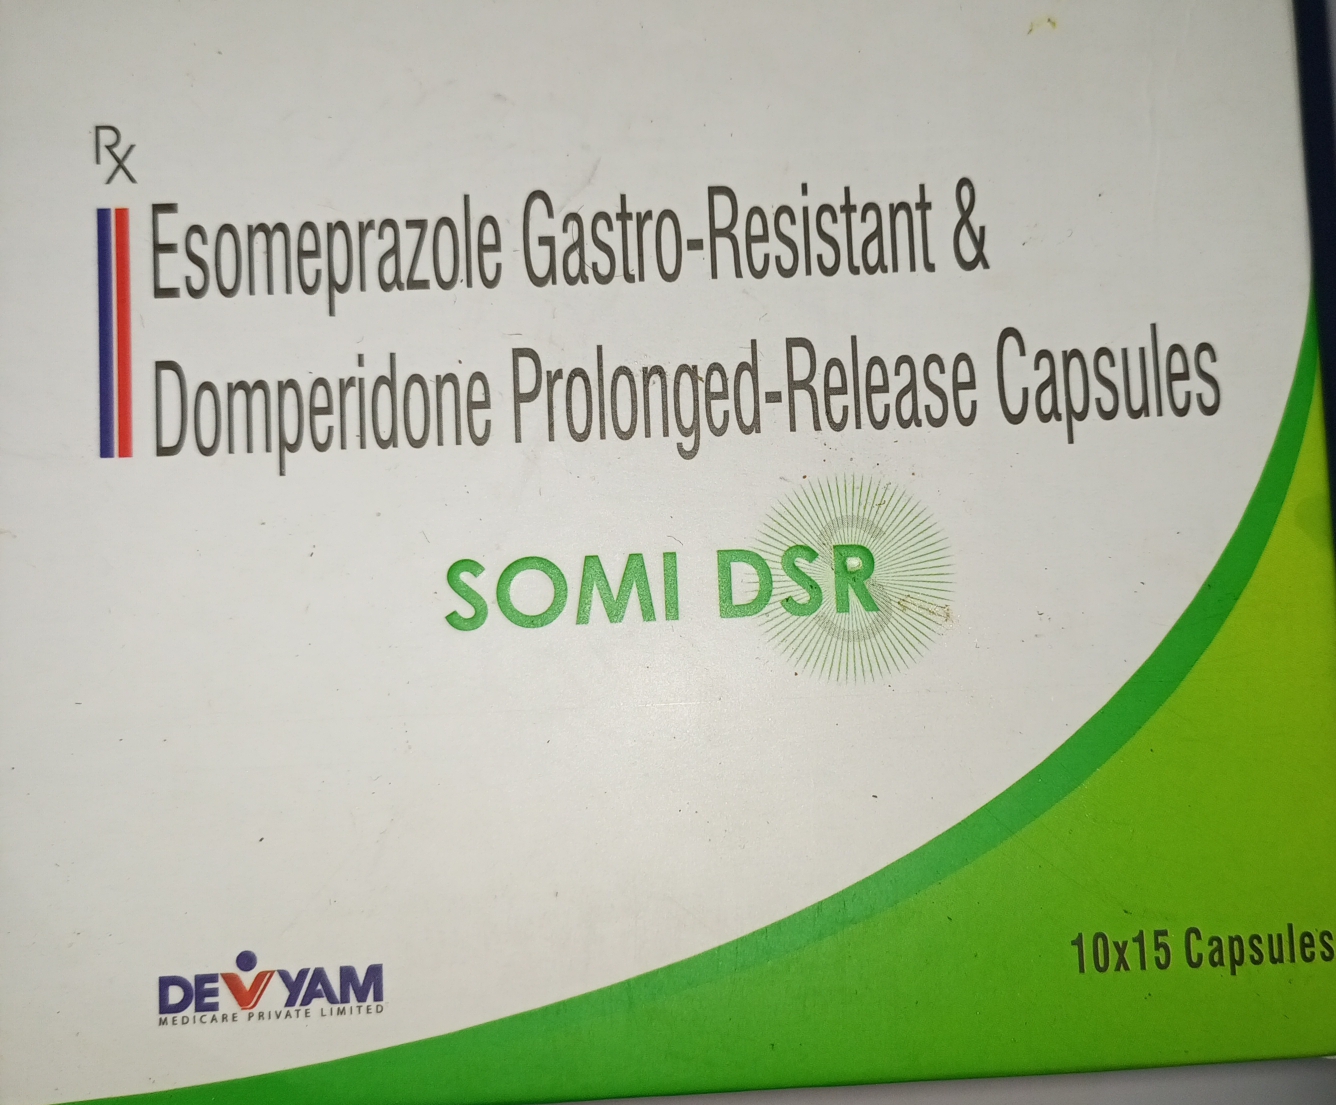 Rx
Esomeprazole Gastro-Resistant &
Domperidone Prolonged-Release Capsules
SOMI DSR
DEVYAM
MEDICARE PRIVATE LIMITED
10x15 Capsules